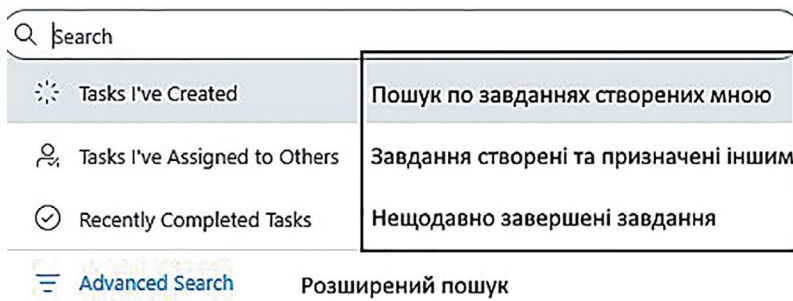 Search
Tasks I've Created Пошук по завданнях створених мною
Tasks I've Assigned to Others Завдання створені та призначені іншим
Recently Completed Tasks Нещодавно завершені завдання
Advanced Search Розширений пошук